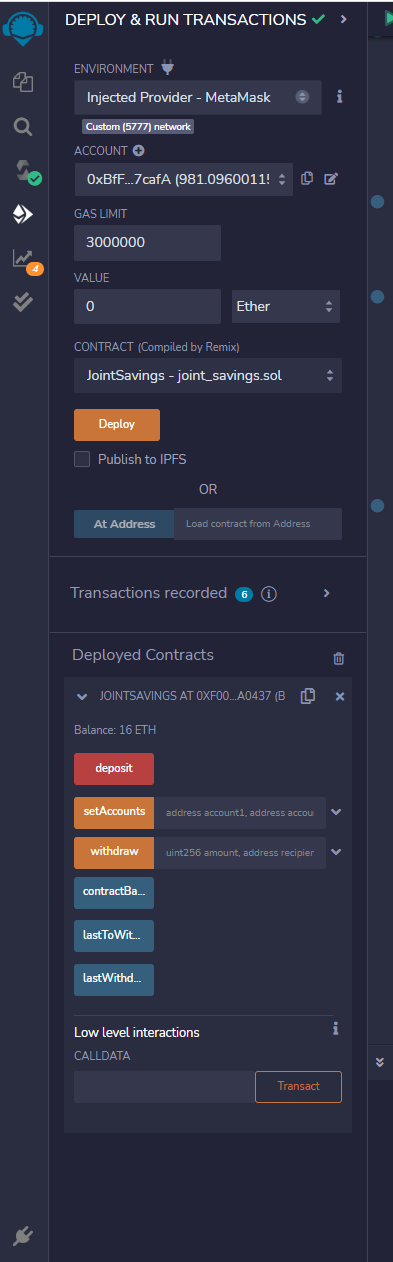 DEPLOY & RUN TRANSACTIONS
ENVIRONMENT
Injected Provider - MetaMask
Custom (5777) network
ACCOUNT
0xBfF...7cafA (981.09600115
GAS LIMIT
3000000
VALUE
0 Ether
CONTRACT (Compiled by Remix)
JointSavings - joint_savings.sol
Deploy
Publish to IPFS
OR
At Address Load contract from Address
4
Transactions recorded 6
Deployed Contracts
JOINTSAVINGS AT 0XF00...A0437 (B
Balance: 16 ETH
deposit
setAccounts address account1, address accou
withdraw uint256 amount, address recipier
contractBa...
lastToWit...
lastWithd...
Low level interactions
CALLDATA
Transact